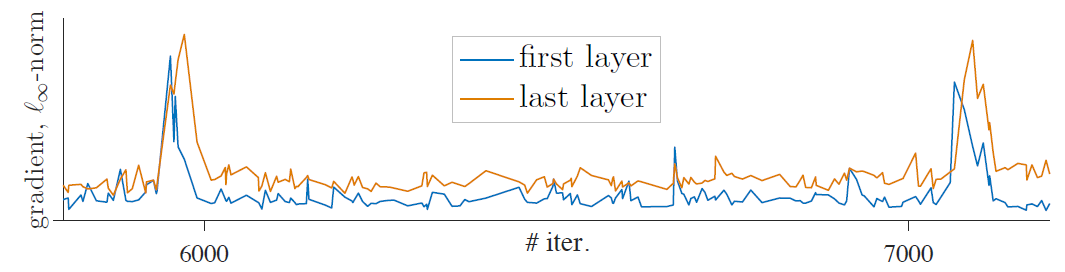 gradient, ℓ∞-norm
first layer
last layer
6000
# iter.
7000